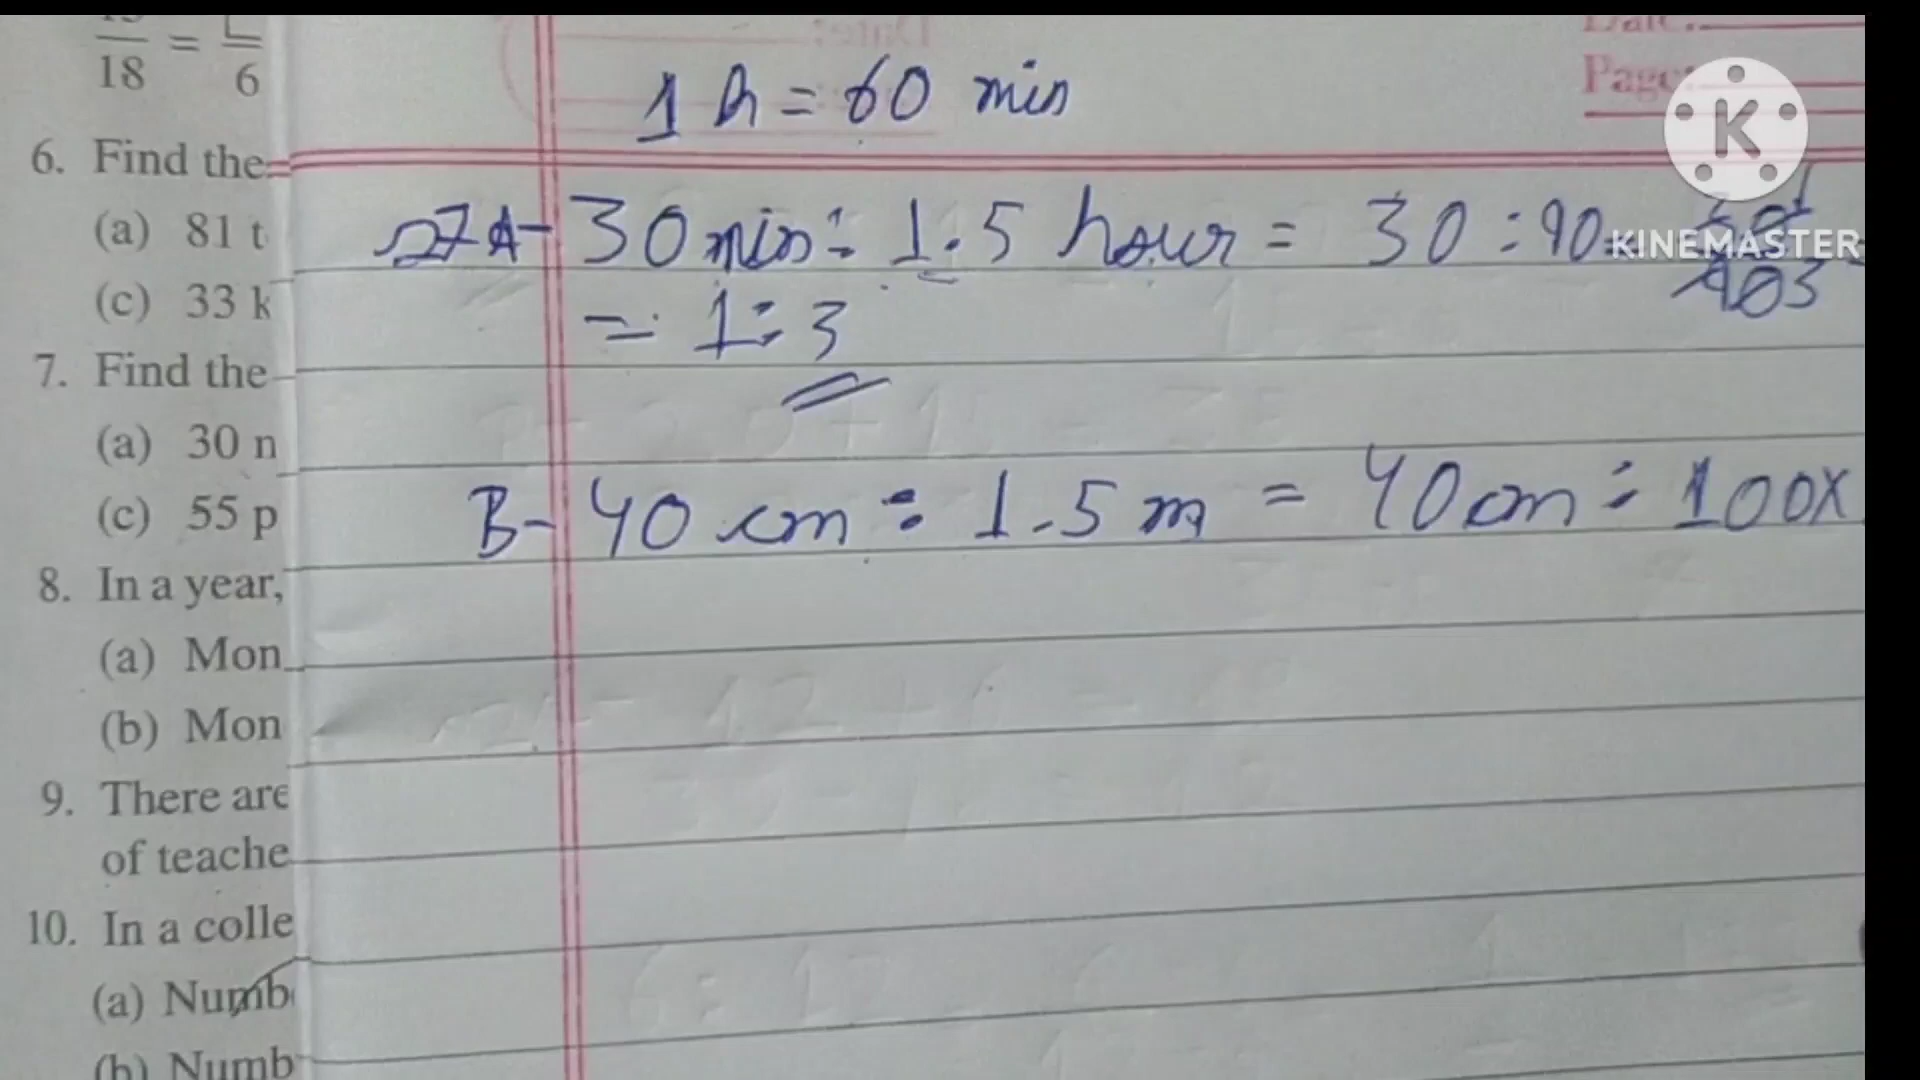 18 = 6
6. Find the
(a) 81 t
(c) 33 k
7. Find the
(a) 30 n
(c) 55 p
8. In a year,
(a) Mon
(b) Mon
9. There are
of teache
10. In a colle
(a) Numb
(b) Numb
Date:
Page:
1 h = 60 min
27A- 30 min : 1.5 hour = 30 : 90 =
= 1 : 3
B- 40 cm : 1.5 m = 40 cm : 100X
K
KINEMASTER